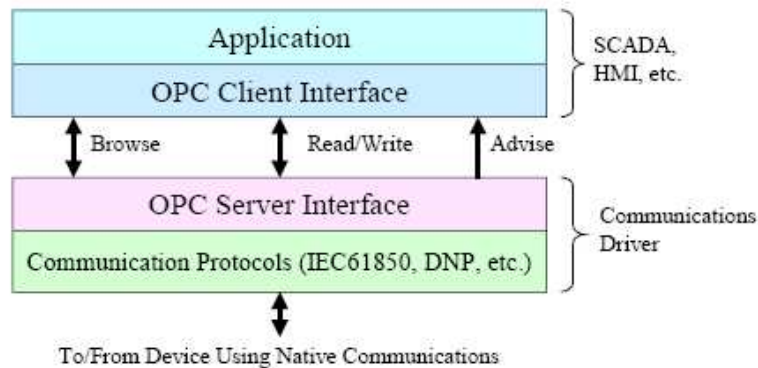 Application
SCADA,
HMI, etc.
OPC Client Interface
Browse
Read/Write
Advise
OPC Server Interface
Communications
Driver
Communication Protocols (IEC61850, DNP, etc.)
To/From Device Using Native Communications